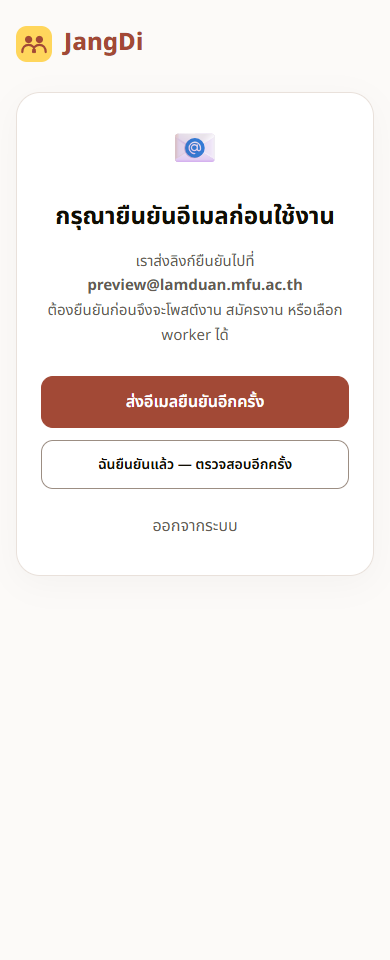 JangDi
@
กรุณายืนยันอีเมลก่อนใช้งาน
เราส่งลิงก์ยืนยันไปที่
preview@lamduan.mfu.ac.th
ต้องยืนยันก่อนจึงจะโพสต์งาน สมัครงาน หรือเลือก
worker ได้
ส่งอีเมลยืนยันอีกครั้ง
ฉันยืนยันแล้ว — ตรวจสอบอีกครั้ง
ออกจากระบบ